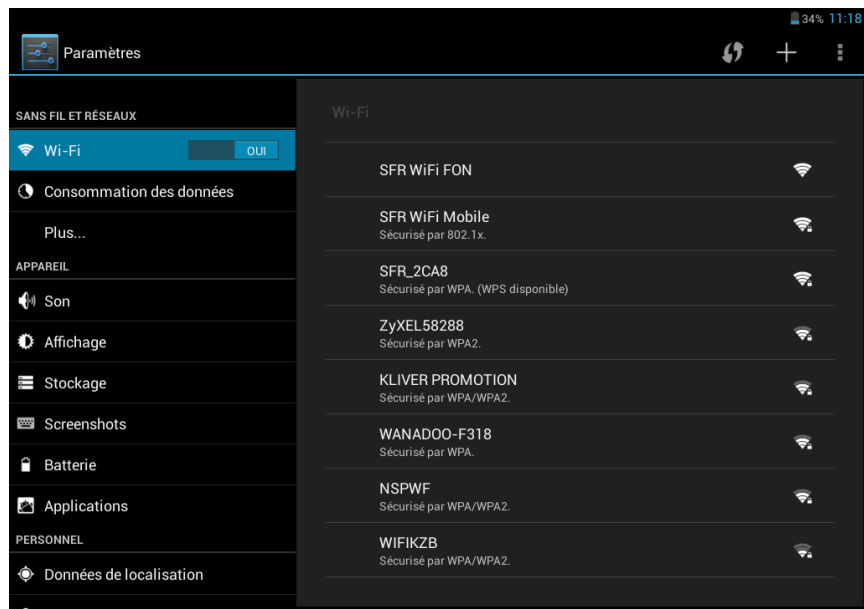 34% 11:18
Paramètres
SANS FIL ET RÉSEAUX
Wi-Fi OUI
Consommation des données
Plus...
APPAREIL
Son
Affichage
Stockage
Screenshots
Batterie
Applications
PERSONNEL
Données de localisation
Wi-Fi
SFR WiFi FON
SFR WiFi Mobile
Sécurisé par 802.1x.
SFR_2CA8
Sécurisé par WPA. (WPS disponible)
ZyXEL58288
Sécurisé par WPA2.
KLIVER PROMOTION
Sécurisé par WPA/WPA2.
WANADOO-F318
Sécurisé par WPA.
NSPWF
Sécurisé par WPA/WPA2.
WIFIKZB
Sécurisé par WPA/WPA2.